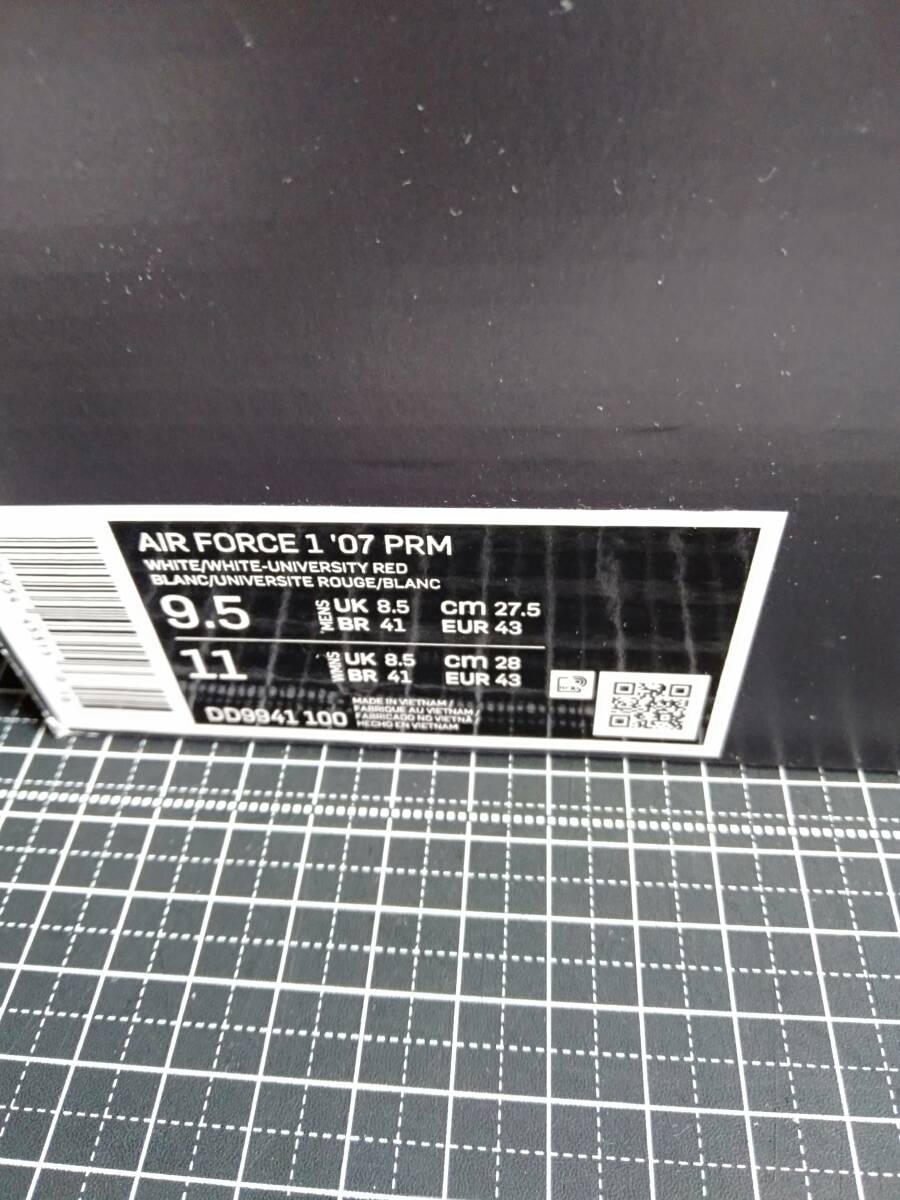 AIR FORCE 1 '07 PRM
WHITE/WHITE-UNIVERSITY RED
BLANC/UNIVERSITE ROUGE/BLANC
9.5 MENS UK 8.5 cm 27.5
BR 41 EUR 43
11 WMNS UK 8.5 cm 28
BR 41 EUR 43
DD9941 100
MADE IN VIETNAM /
FABRIQUE AU VIETNAM /
FABRICADO NO VIETNÃ /
HECHO EN VIETNAM